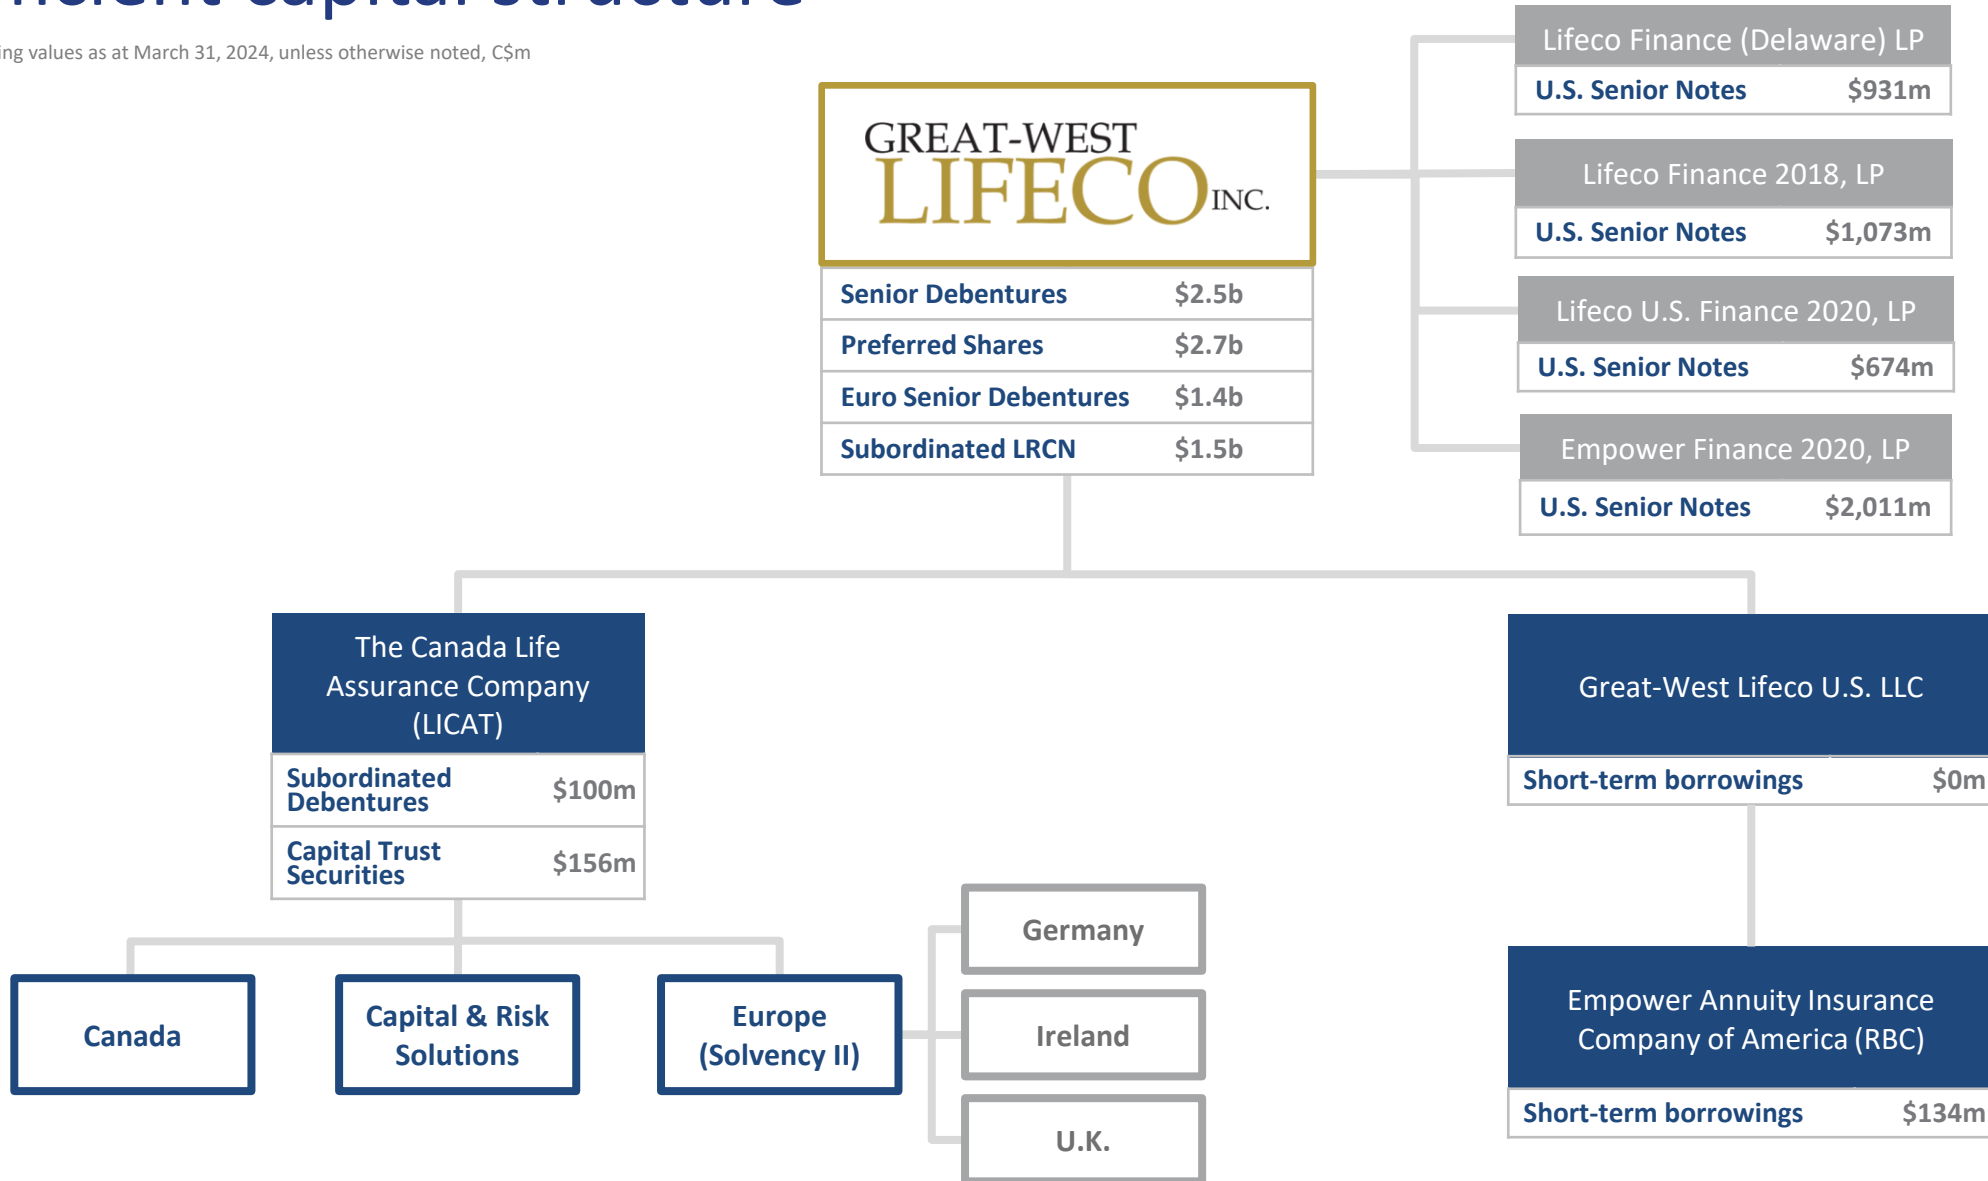 capital structure
values as at March 31, 2024, unless otherwise noted, C$m
GREAT-WEST
LIFECO INC.
Senior Debentures $2.5b
Preferred Shares $2.7b
Euro Senior Debentures $1.4b
Subordinated LRCN $1.5b
Lifeco Finance (Delaware) LP
U.S. Senior Notes $931m
Lifeco Finance 2018, LP
U.S. Senior Notes $1,073m
Lifeco U.S. Finance 2020, LP
U.S. Senior Notes $674m
Empower Finance 2020, LP
U.S. Senior Notes $2,011m
The Canada Life
Assurance Company
(LICAT)
Subordinated
Debentures $100m
Capital Trust
Securities $156m
Great-West Lifeco U.S. LLC
Short-term borrowings $0m
Canada
Capital & Risk
Solutions
Europe
(Solvency II)
Germany
Ireland
U.K.
Empower Annuity Insurance
Company of America (RBC)
Short-term borrowings $134m